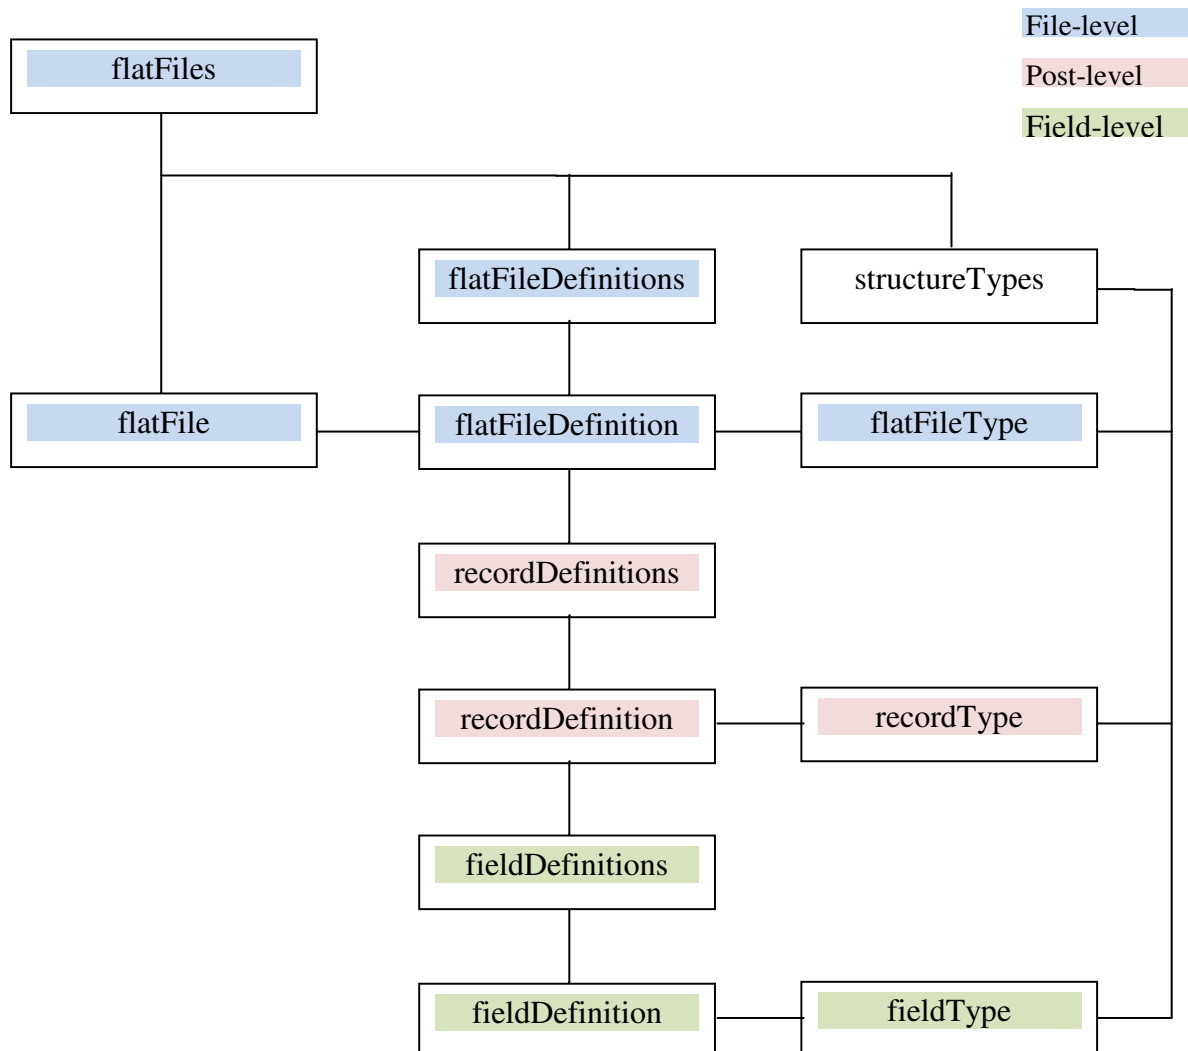 File-level
flatFiles
Post-level
Field-level
flatFileDefinitions
structureTypes
flatFile
flatFileDefinition
flatFileType
recordDefinitions
recordDefinition
recordType
fieldDefinitions
fieldDefinition
fieldType